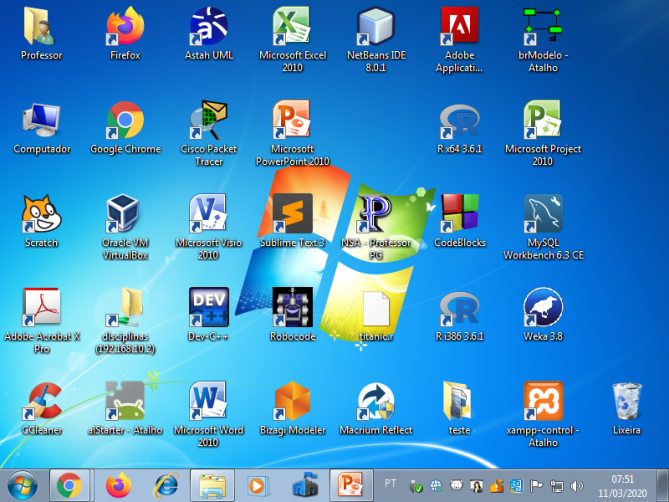 Professor
Firefox
Astah UML
Microsoft Excel
2010
NetBeans IDE
8.0.1
Adobe
Applicati...
brModelo -
Atalho
Computador
Google Chrome
Cisco Packet
Tracer
Microsoft
PowerPoint 2010
R x64 3.6.1
Microsoft Project
2010
Scratch
Oracle VM
VirtualBox
Microsoft Visio
2010
Sublime Text 3
NSA - Professor
PG
CodeBlocks
MySQL
Workbench 6.3 CE
Adobe Acrobat X
Pro
disciplinas
(192.168.10.2)
DEV
C++
Dev-C++
Robocode
titanic.r
R i386 3.6.1
Weka 3.8
CCleaner
aiStarter - Atalho
Microsoft Word
2010
Bizagi Modeler
Macrium Reflect
teste
xampp-control -
Atalho
Lixeira
PT
07:51
11/03/2020